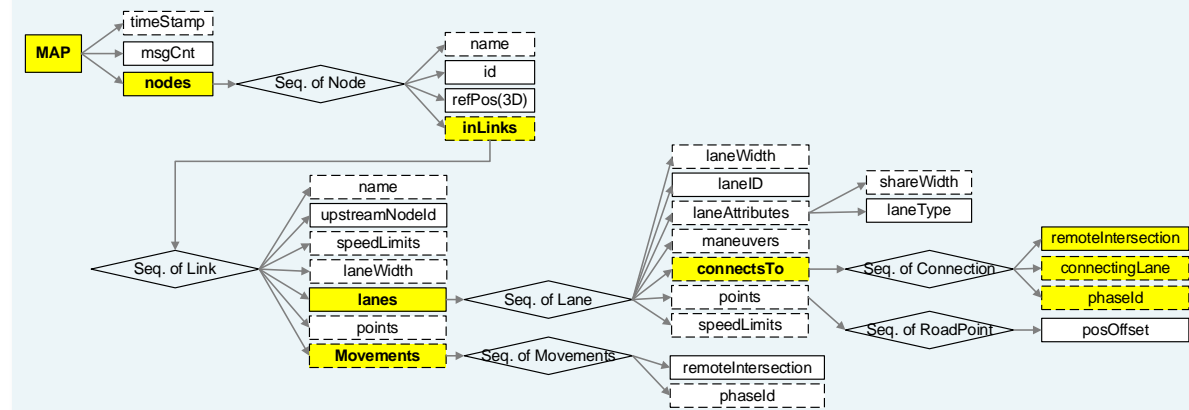 MAP
timeStamp
msgCnt
nodes
Seq. of Node
name
id
refPos(3D)
inLinks
Seq. of Link
name
upstreamNodeId
speedLimits
laneWidth
lanes
points
Movements
Seq. of Lane
laneWidth
laneID
laneAttributes
maneuvers
connectsTo
points
speedLimits
shareWidth
laneType
Seq. of Connection
remoteIntersection
connectingLane
phaseId
Seq. of RoadPoint
posOffset
Seq. of Movements
remoteIntersection
phaseId